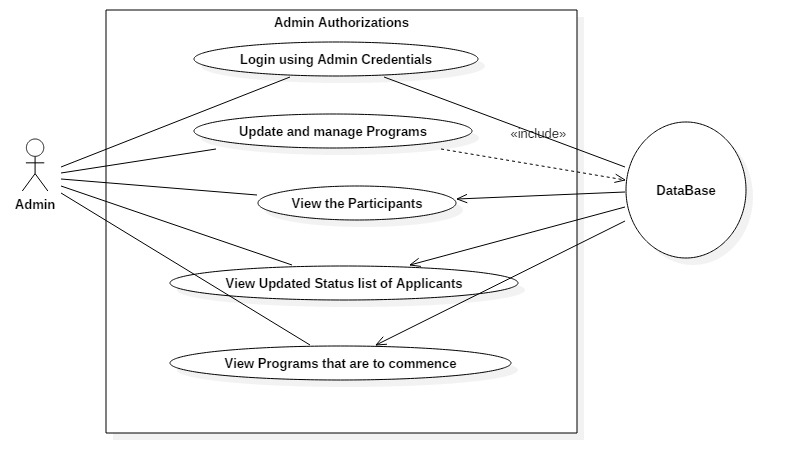 Admin Authorizations
Login using Admin Credentials
Update and manage Programs
«include»
DataBase
View the Participants
Admin
View Updated Status list of Applicants
View Programs that are to commence